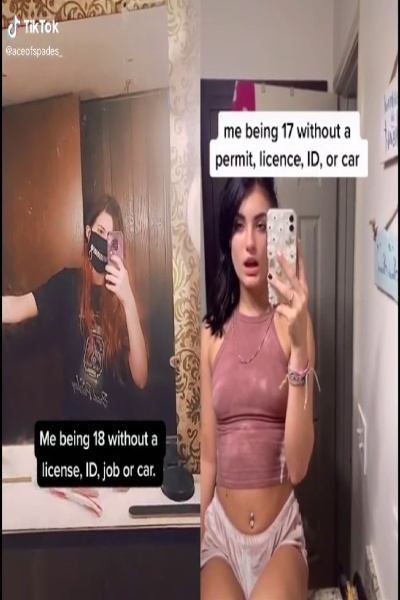 TikTok
@aceofspades_
me being 17 without a
permit, licence, ID, or car
Me being 18 without a
license, ID, job or car.